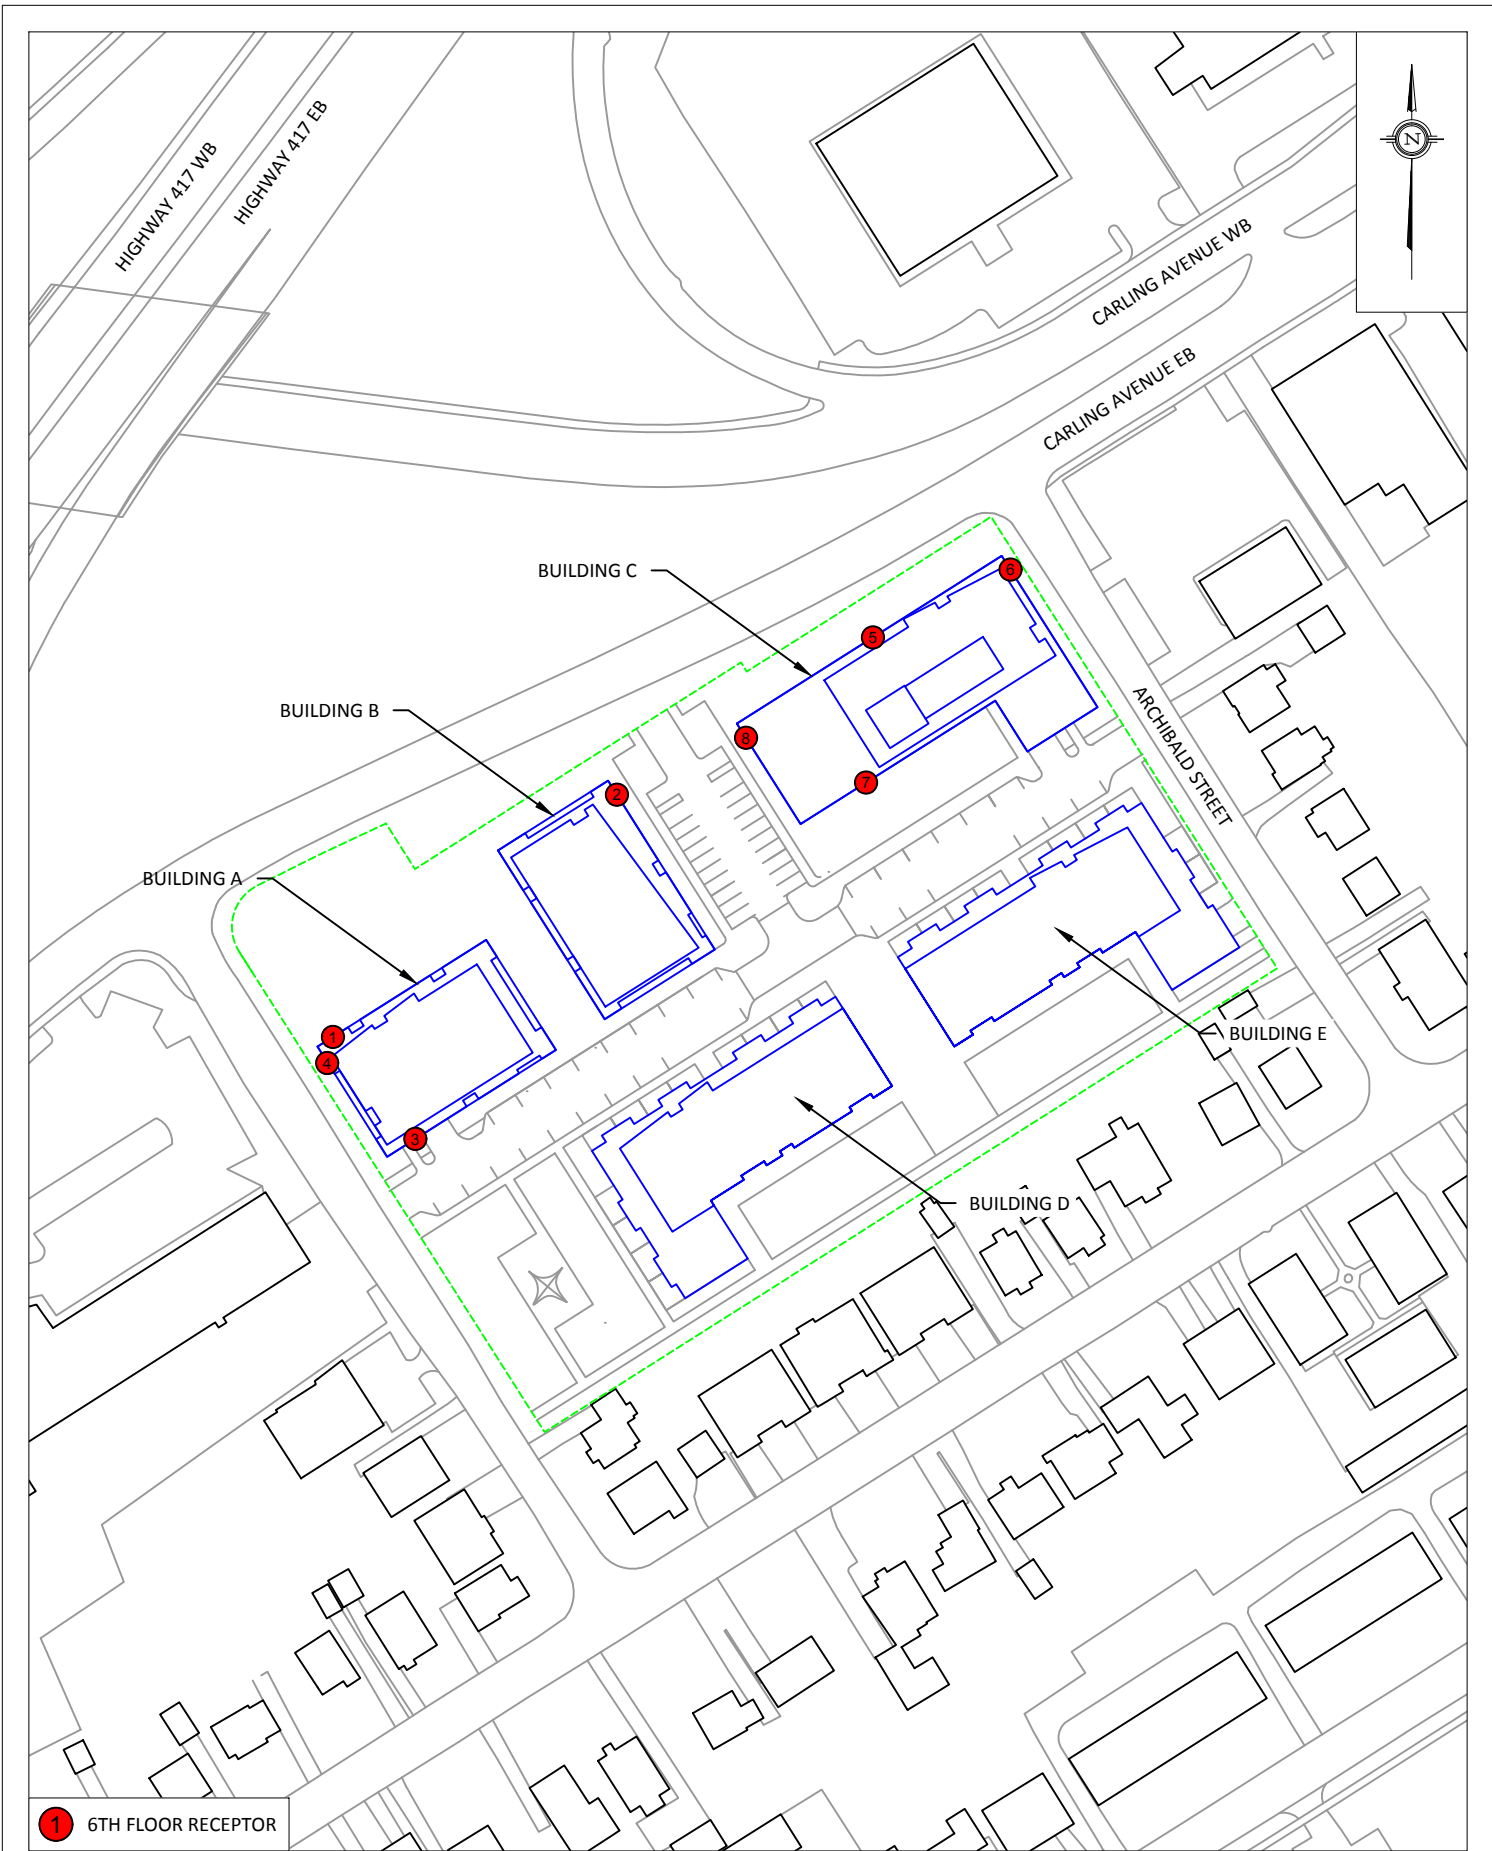 HIGHWAY 417 WB
HIGHWAY 417 EB
N
CARLING AVENUE WB
CARLING AVENUE EB
BUILDING C
6
5
BUILDING B
ARCHIBALD STREET
8
7
2
BUILDING A
1
4
BUILDING E
3
BUILDING D
1 6TH FLOOR RECEPTOR